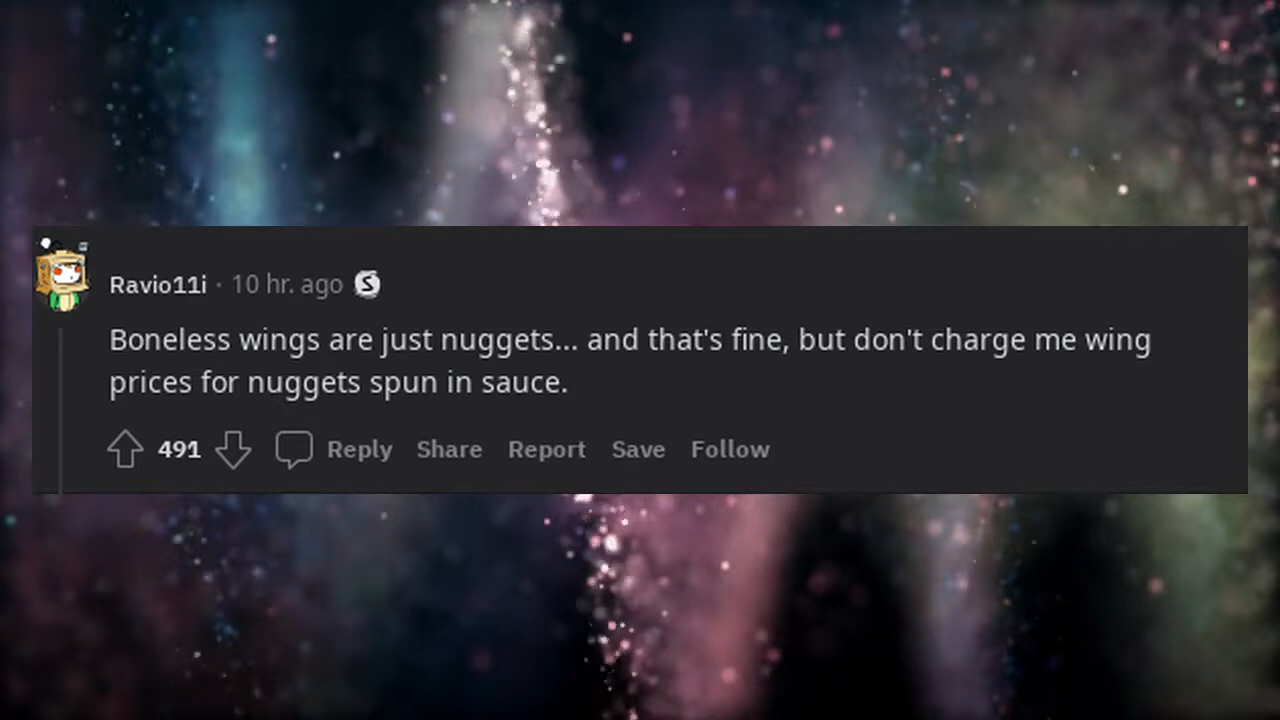 Ravio11i · 10 hr. ago
Boneless wings are just nuggets... and that's fine, but don't charge me wing
prices for nuggets spun in sauce.
491 Reply Share Report Save Follow